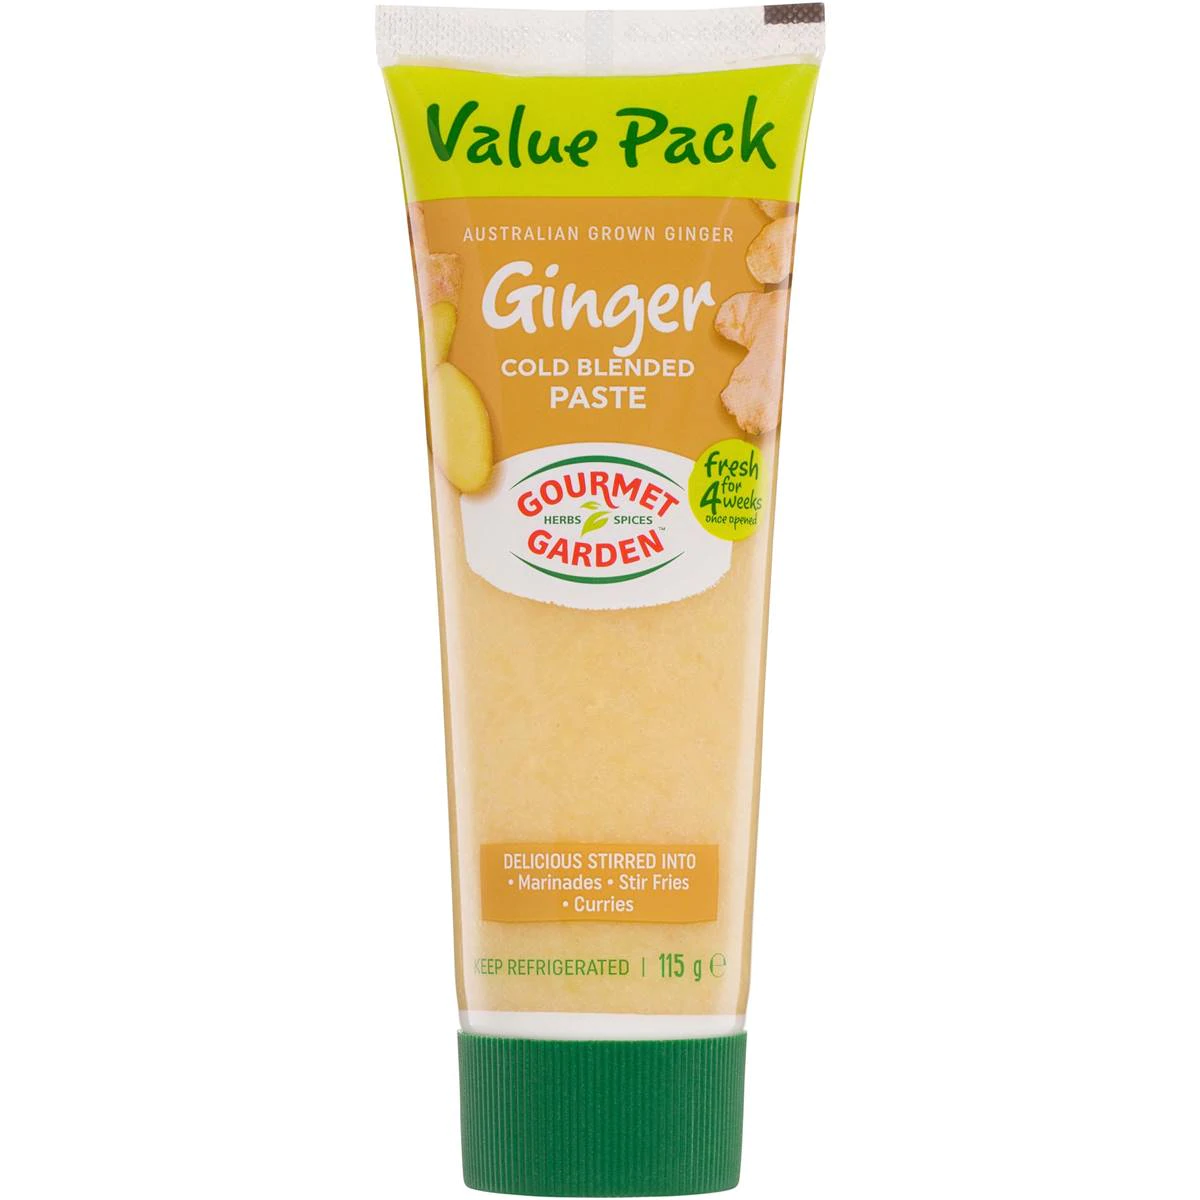 Value Pack
AUSTRALIAN GROWN GINGER
Ginger
COLD BLENDED
PASTE
fresh
for
4 weeks
once opened
GOURMET
HERBS SPICES ™
GARDEN
DELICIOUS STIRRED INTO
• Marinades • Stir Fries
• Curries
KEEP REFRIGERATED | 115 g ℮